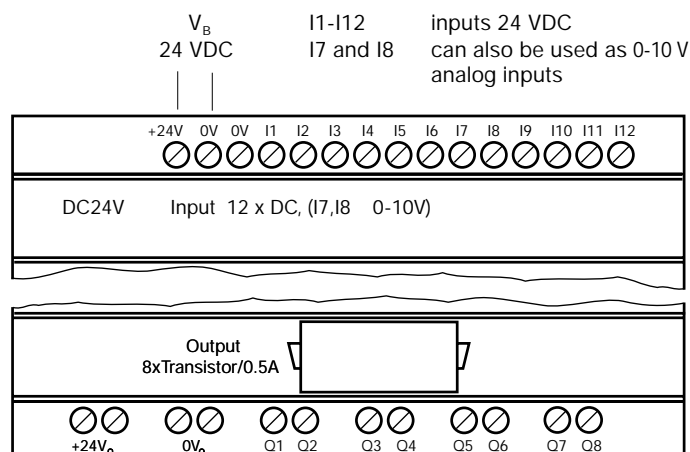 V_B I1-I12 inputs 24 VDC
24 VDC I7 and I8 can also be used as 0-10 V
analog inputs
+24V 0V 0V I1 I2 I3 I4 I5 I6 I7 I8 I9 I10 I11 I12
DC24V Input 12 x DC, (I7,I8 0-10V)
Output
8xTransistor/0.5A
+24V 0V Q1 Q2 Q3 Q4 Q5 Q6 Q7 Q8